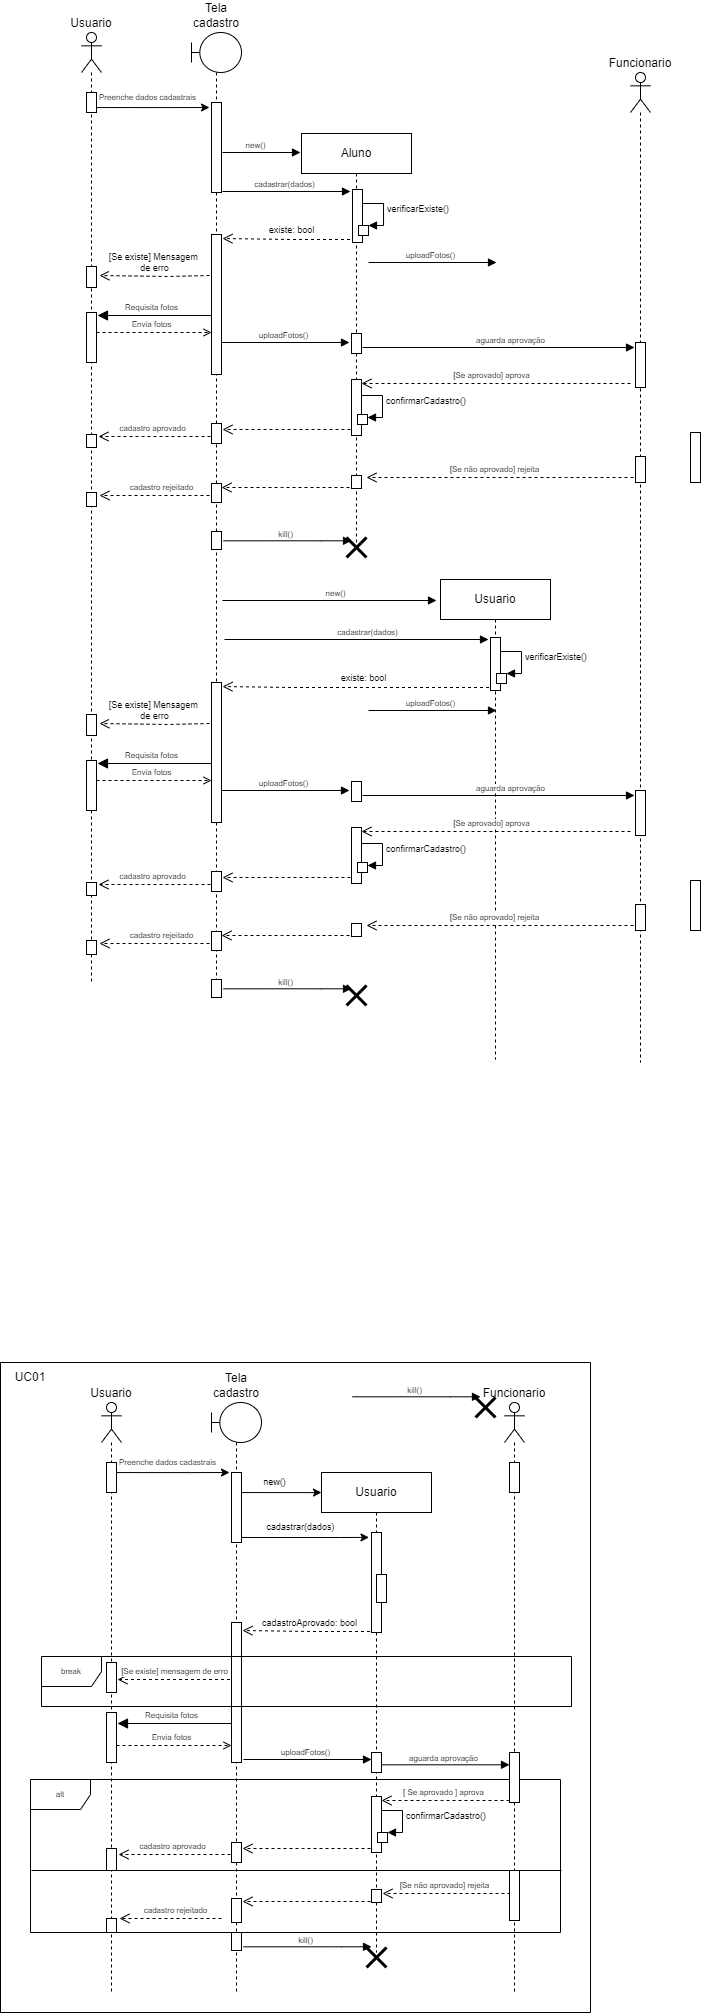 Tela
cadastro
Usuario
Funcionario
Preenche dados cadastrais
new()
Aluno
cadastrar(dados)
verificarExiste()
existe: bool
[Se existe] Mensagem
de erro
uploadFotos()
Requisita fotos
Envia fotos
uploadFotos()
aguarda aprovação
[Se aprovado] aprova
confirmarCadastro()
cadastro aprovado
[Se não aprovado] rejeita
cadastro rejeitado
kill()
new()
Usuario
cadastrar(dados)
verificarExiste()
existe: bool
[Se existe] Mensagem
de erro
uploadFotos()
Requisita fotos
Envia fotos
uploadFotos()
aguarda aprovação
[Se aprovado] aprova
confirmarCadastro()
cadastro aprovado
[Se não aprovado] rejeita
cadastro rejeitado
kill()
UC01
Tela
cadastro
Usuario
kill()
Funcionario
Preenche dados cadastrais
new()
Usuario
cadastrar(dados)
cadastroAprovado: bool
break
[Se existe] mensagem de erro
Requisita fotos
Envia fotos
uploadFotos()
aguarda aprovação
alt
[ Se aprovado ] aprova
confirmarCadastro()
cadastro aprovado
[Se não aprovado] rejeita
cadastro rejeitado
kill()